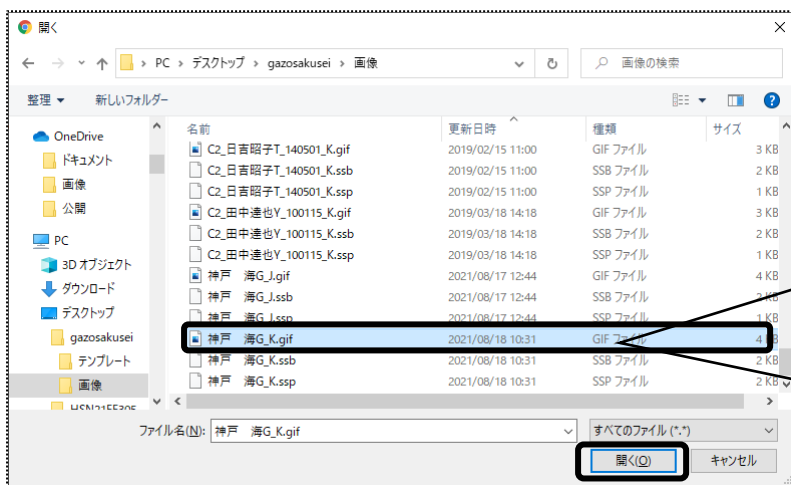 開く
PC > デスクトップ > gazosakusei > 画像
画像の検索
整理 新しいフォルダー
名前 更新日時 種類 サイズ
C2_日吉昭子T_140501_K.gif 2019/02/15 11:00 GIF ファイル 3 KB
C2_日吉昭子T_140501_K.ssb 2019/02/15 11:00 SSB ファイル 2 KB
C2_日吉昭子T_140501_K.ssp 2019/02/15 11:00 SSP ファイル 1 KB
C2_田中達也Y_100115_K.gif 2019/03/18 14:18 GIF ファイル 3 KB
C2_田中達也Y_100115_K.ssb 2019/03/18 14:18 SSB ファイル 2 KB
C2_田中達也Y_100115_K.ssp 2019/03/18 14:18 SSP ファイル 1 KB
神戸　海G_J.gif 2021/08/17 12:44 GIF ファイル 4 KB
神戸　海G_J.ssb 2021/08/17 12:44 SSB ファイル 2 KB
神戸　海G_J.ssp 2021/08/17 12:44 SSP ファイル 1 KB
神戸　海G_K.gif 2021/08/18 10:31 GIF ファイル 4 KB
神戸　海G_K.ssb 2021/08/18 10:31 SSB ファイル 2 KB
神戸　海G_K.ssp 2021/08/18 10:31 SSP ファイル 2 KB
OneDrive
ドキュメント
画像
公開
PC
3D オブジェクト
ダウンロード
デスクトップ
gazosakusei
テンプレート
画像
ファイル名(N): 神戸　海G_K.gif すべてのファイル (*.*)
開く(O) キャンセル